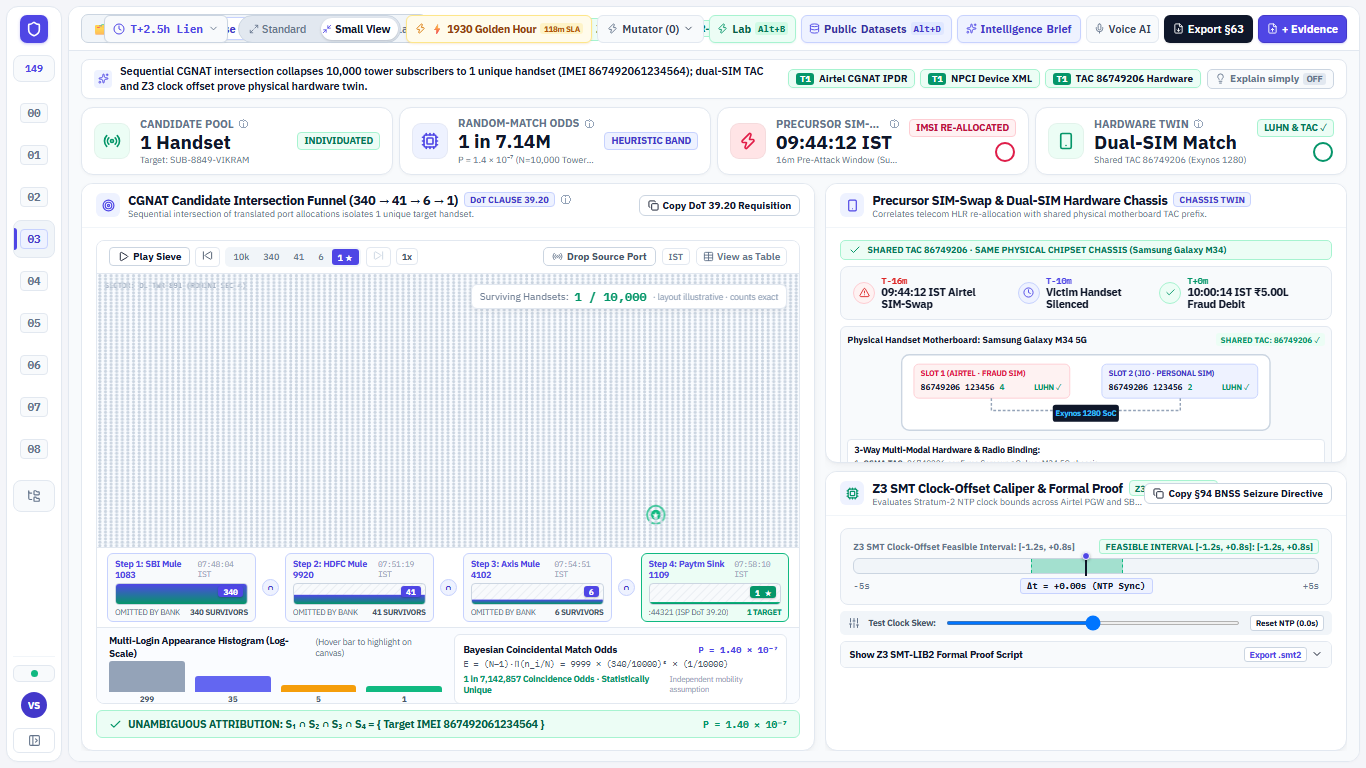 T+2.5h Lien
Standard
Small View
1930 Golden Hour 118m SLA
Mutator (0)
Lab Alt+B
Public Datasets Alt+D
Intelligence Brief
Voice AI
Export §63
+ Evidence
149
00
01
02
03
04
05
06
07
08
VS
Sequential CGNAT intersection collapses 10,000 tower subscribers to 1 unique handset (IMEI 867492061234564); dual-SIM TAC
and Z3 clock offset prove physical hardware twin.
T1 Airtel CGNAT IPDR
T1 NPCI Device XML
T1 TAC 86749206 Hardware
Explain simply OFF
CANDIDATE POOL
1 Handset
Target: SUB-8849-VIKRAM
INDIVIDUATED
RANDOM-MATCH ODDS
1 in 7.14M
P = 1.4 × 10⁻⁷ (N=10,000 Tower...
HEURISTIC BAND
PRECURSOR SIM-...
09:44:12 IST
16m Pre-Attack Window (Su...
IMSI RE-ALLOCATED
HARDWARE TWIN
Dual-SIM Match
Shared TAC 86749206 (Exynos 1280)
LUHN & TAC ✓
CGNAT Candidate Intersection Funnel (340 → 41 → 6 → 1)
DoT CLAUSE 39.20
Sequential intersection of translated port allocations isolates 1 unique target handset.
Copy DoT 39.20 Requisition
Play Sieve
10k 340 41 6 1 ★
1x
Drop Source Port
IST
View as Table
Surviving Handsets: 1 / 10,000 · layout illustrative · counts exact
Step 1: SBI Mule
1083
07:40:04
IST
340
OMITTED BY BANK 340 SURVIVORS
∩
Step 2: HDFC Mule
9920
07:51:19
IST
41
OMITTED BY BANK 41 SURVIVORS
∩
Step 3: Axis Mule
4102
07:54:51
IST
6
OMITTED BY BANK 6 SURVIVORS
∩
Step 4: Paytm Sink
1109
07:58:10
IST
1 ★
:44321 (ISP DoT 39.20) 1 TARGET
Multi-Login Appearance Histogram (Log-
Scale)
(Hover bar to highlight on
canvas)
299 35 5 1
Bayesian Coincidental Match Odds P = 1.40 × 10⁻⁷
E = (N−1)·Π(n_i/N) = 9999 × (340/10000)⁶ × (1/10000)
1 in 7,142,857 Coincidence Odds · Statistically
Unique
Independent mobility
assumption
UNAMBIGUOUS ATTRIBUTION: S₁ ∩ S₂ ∩ S₃ ∩ S₄ = { Target IMEI 867492061234564 } P = 1.40 × 10⁻⁷
Precursor SIM-Swap & Dual-SIM Hardware Chassis
CHASSIS TWIN
Correlates telecom HLR re-allocation with shared physical motherboard TAC prefix.
SHARED TAC 86749206 · SAME PHYSICAL CHIPSET CHASSIS (Samsung Galaxy M34)
T-16m
09:44:12 IST Airtel
SIM-Swap
T-10m
Victim Handset
Silenced
T+0m
10:00:14 IST ₹5.00L
Fraud Debit
Physical Handset Motherboard: Samsung Galaxy M34 5G
SHARED TAC: 86749206 ✓
SLOT 1 (AIRTEL · FRAUD SIM)
86749206 123456 4 LUHN ✓
SLOT 2 (JIO · PERSONAL SIM)
86749206 123456 2 LUHN ✓
Exynos 1280 SoC
3-Way Multi-Modal Hardware & Radio Binding:
Z3 SMT Clock-Offset Caliper & Formal Proof
Evaluates Stratum-2 NTP clock bounds across Airtel PGW and SB...
Copy §94 BNSS Seizure Directive
Z3 SMT Clock-Offset Feasible Interval: [-1.2s, +0.8s]
FEASIBLE INTERVAL [-1.2s, +0.8s]: [-1.2s, +0.8s]
-5s
Δt = +0.00s (NTP Sync)
+5s
Test Clock Skew:
Reset NTP (0.0s)
Show Z3 SMT-LIB2 Formal Proof Script
Export .smt2